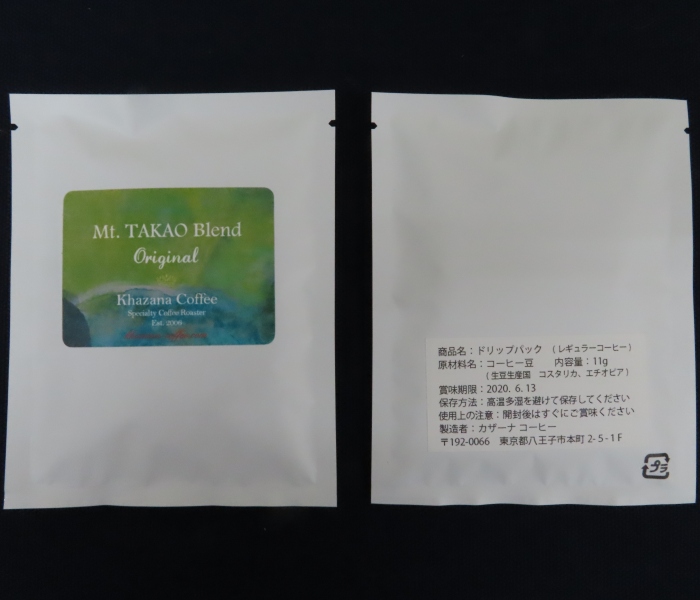 Mt. TAKAO Blend
Original
Khazana Coffee
Specialty Coffee Roaster
Est. 2006
商品名：ドリップバック （レギュラーコーヒー）
原材料名：コーヒー豆 内容量：11g
（生豆生産国 コスタリカ、エチオピア）
賞味期限：2020. 6.13
保存方法：高温多湿を避けて保存してください
使用上の注意：開封後はすぐにご賞味ください
製造者：カザーナ コーヒー
〒192-0066 東京都八王子市本町 2-5-1F
プラ